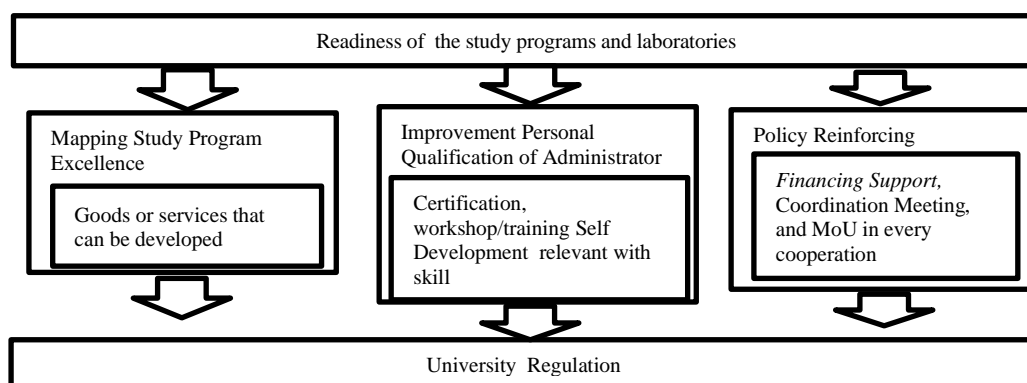 Readiness of the study programs and laboratories
Mapping Study Program
Excellence
Goods or services that
can be developed
Improvement Personal
Qualification of Administrator
Certification,
workshop/training Self
Development relevant with
skill
Policy Reinforcing
Financing Support,
Coordination Meeting,
and MoU in every
cooperation
University Regulation